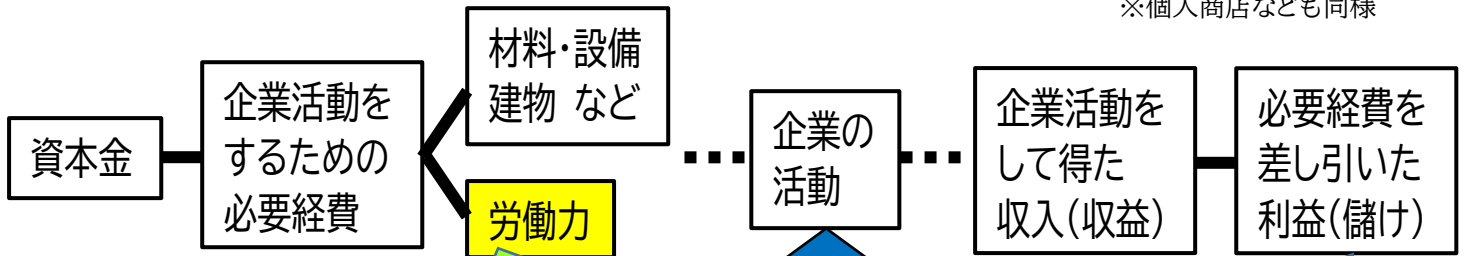 ※個人商店なども同様
資本金
企業活動を
するための
必要経費
材料・設備
建物 など
労働力
企業の
活動
企業活動を
して得た
収入(収益)
必要経費を
差し引いた
利益(儲け)